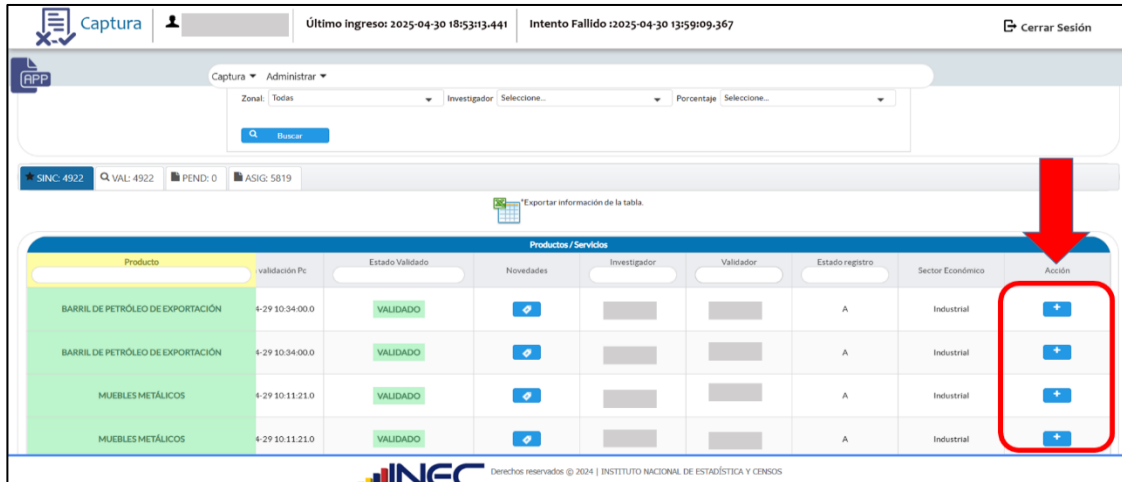 Captura
Último ingreso: 2025-04-30 18:53:13.441
Intento Fallido :2025-04-30 13:59:09.367
Cerrar Sesión
APP
Captura Administrar
Zonal: Todas Investigador Seleccione... Porcentaje Seleccione...
Buscar
SINC: 4922 VAL: 4922 PEND: 0 ASIG: 5819
*Exportar información de la tabla.
Productos / Servicios
Producto validación Pc Estado Validado Novedades Investigador Validador Estado registro Sector Económico Acción
BARRIL DE PETRÓLEO DE EXPORTACIÓN 4-29 10:34:00.0 VALIDADO A Industrial +
BARRIL DE PETRÓLEO DE EXPORTACIÓN 4-29 10:34:00.0 VALIDADO A Industrial +
MUEBLES METÁLICOS 4-29 10:11:21.0 VALIDADO A Industrial +
MUEBLES METÁLICOS 4-29 10:11:21.0 VALIDADO A Industrial +
INEC Derechos reservados © 2024 | INSTITUTO NACIONAL DE ESTADÍSTICA Y CENSOS